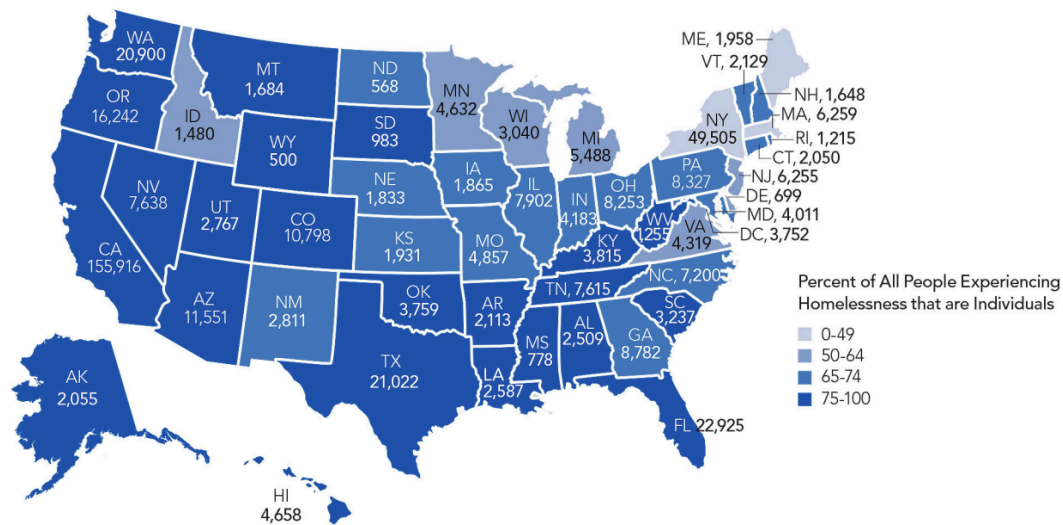 WA
20,900
OR
16,242
ID
1,480
MT
1,684
WY
500
NV
7,638
UT
2,767
CO
10,798
CA
155,916
AZ
11,551
NM
2,811
ND
568
SD
983
NE
1,833
KS
1,931
OK
3,759
TX
21,022
MN
4,632
IA
1,865
MO
4,857
AR
2,113
LA
2,587
WI
3,040
IL
7,902
MI
5,488
IN
4,183
OH
8,253
KY
3,815
TN, 7,615
MS
778
AL
2,509
GA
8,782
FL 22,925
SC
3,237
NC, 7,200
VA
4,319
WV
1,255
PA
8,327
NY
49,505
ME, 1,958
VT, 2,129
NH, 1,648
MA, 6,259
RI, 1,215
CT, 2,050
NJ, 6,255
DE, 699
MD, 4,011
DC, 3,752
AK
2,055
HI
4,658
Percent of All People Experiencing
Homelessness that are Individuals
0-49
50-64
65-74
75-100